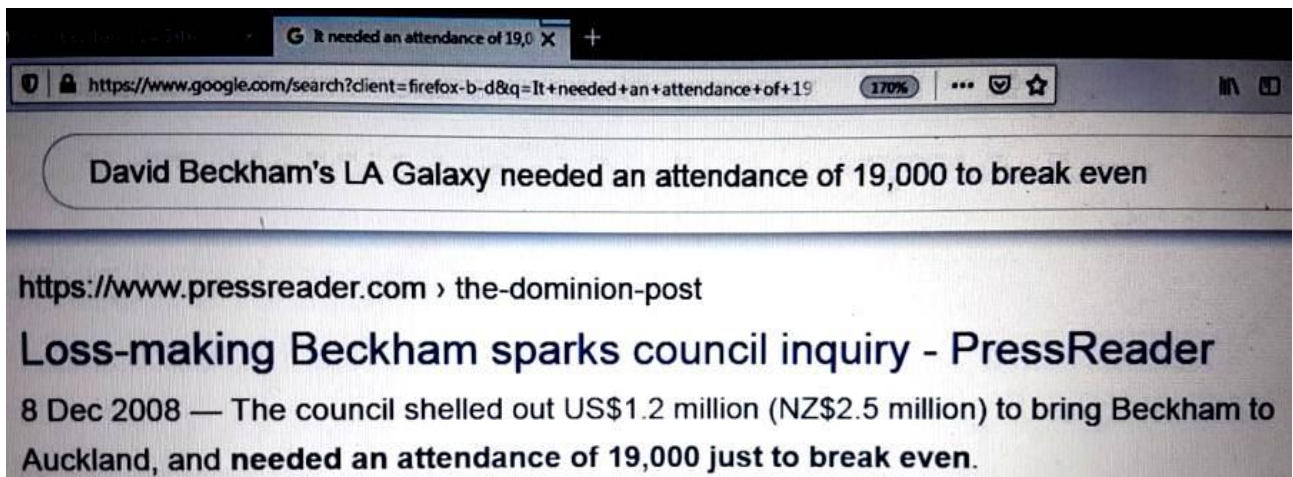 It needed an attendance of 19,0
https://www.google.com/search?client=firefox-b-d&q=It+needed+an+attendance+of+19
170%
David Beckham's LA Galaxy needed an attendance of 19,000 to break even
https://www.pressreader.com › the-dominion-post
Loss-making Beckham sparks council inquiry - PressReader
8 Dec 2008 — The council shelled out US$1.2 million (NZ$2.5 million) to bring Beckham to
Auckland, and needed an attendance of 19,000 just to break even.